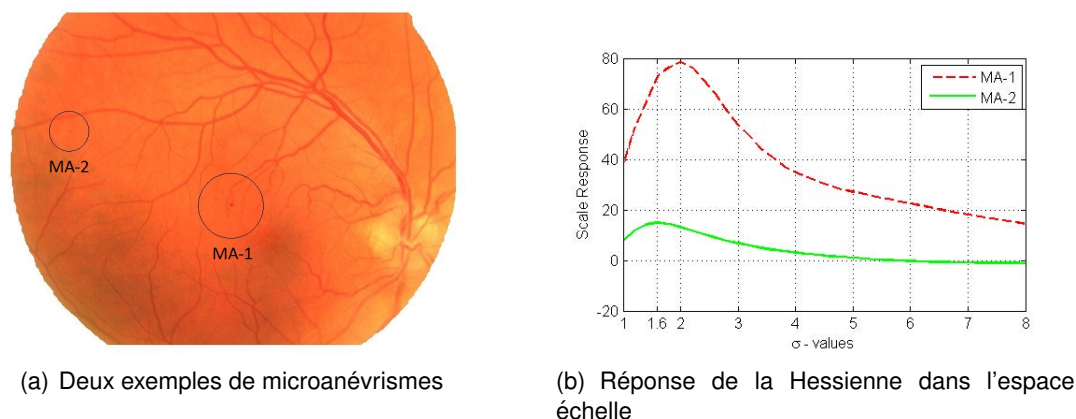 MA-2
MA-1
(a) Deux exemples de microanévrismes
80
60
40
20
0
-20
Scale Response
MA-1
MA-2
1 1.6 2 3 4 5 6 7 8
σ - values
(b) Réponse de la Hessienne dans l'espace
échelle